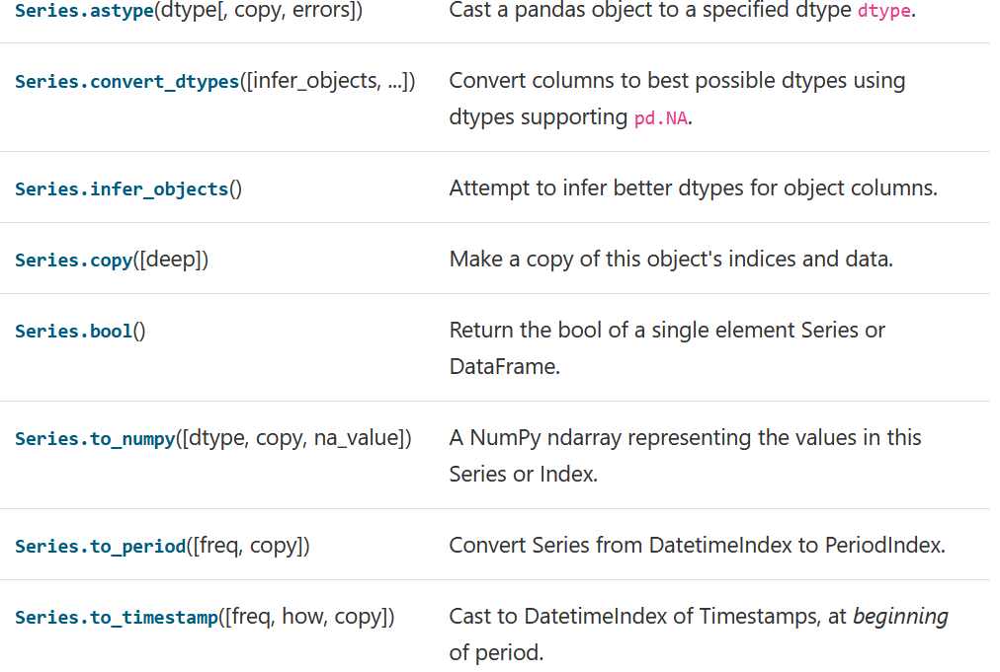 Series.astype(dtype[, copy, errors]) Cast a pandas object to a specified dtype dtype.
Series.convert_dtypes([infer_objects, ...]) Convert columns to best possible dtypes using
dtypes supporting pd.NA.
Series.infer_objects() Attempt to infer better dtypes for object columns.
Series.copy([deep]) Make a copy of this object's indices and data.
Series.bool() Return the bool of a single element Series or
DataFrame.
Series.to_numpy([dtype, copy, na_value]) A NumPy ndarray representing the values in this
Series or Index.
Series.to_period([freq, copy]) Convert Series from DatetimeIndex to PeriodIndex.
Series.to_timestamp([freq, how, copy]) Cast to DatetimeIndex of Timestamps, at beginning
of period.